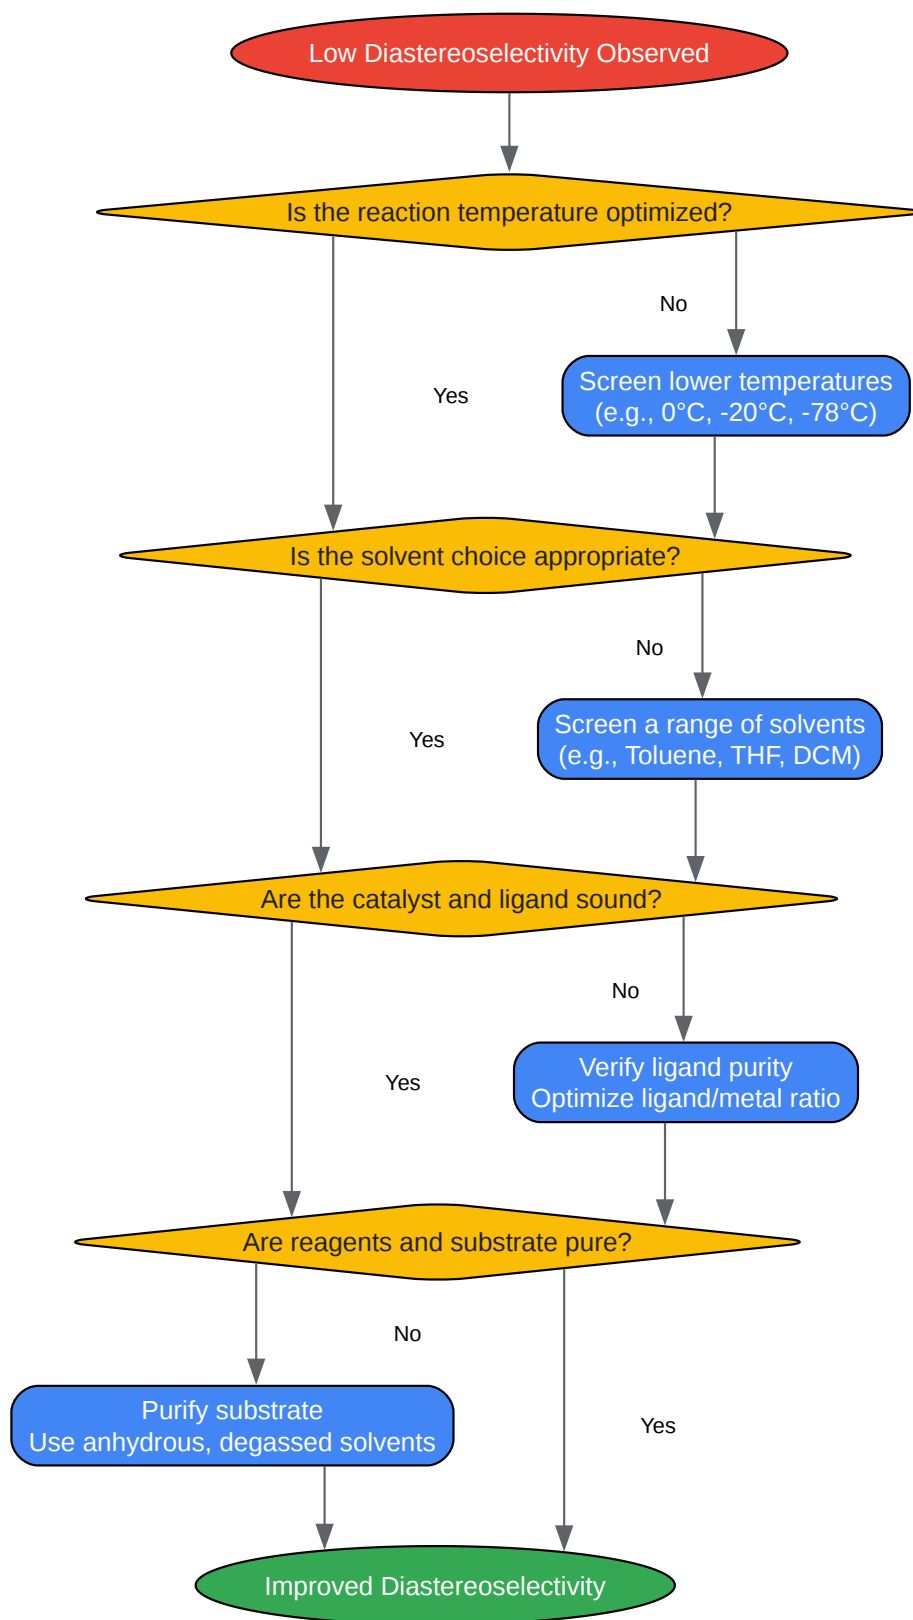 Low Diastereoselectivity Observed
Is the reaction temperature optimized?
No
Screen lower temperatures
(e.g., 0°C, -20°C, -78°C)
Yes
Is the solvent choice appropriate?
No
Screen a range of solvents
(e.g., Toluene, THF, DCM)
Yes
Are the catalyst and ligand sound?
No
Verify ligand purity
Optimize ligand/metal ratio
Yes
Are reagents and substrate pure?
No
Purify substrate
Use anhydrous, degassed solvents
Yes
Improved Diastereoselectivity